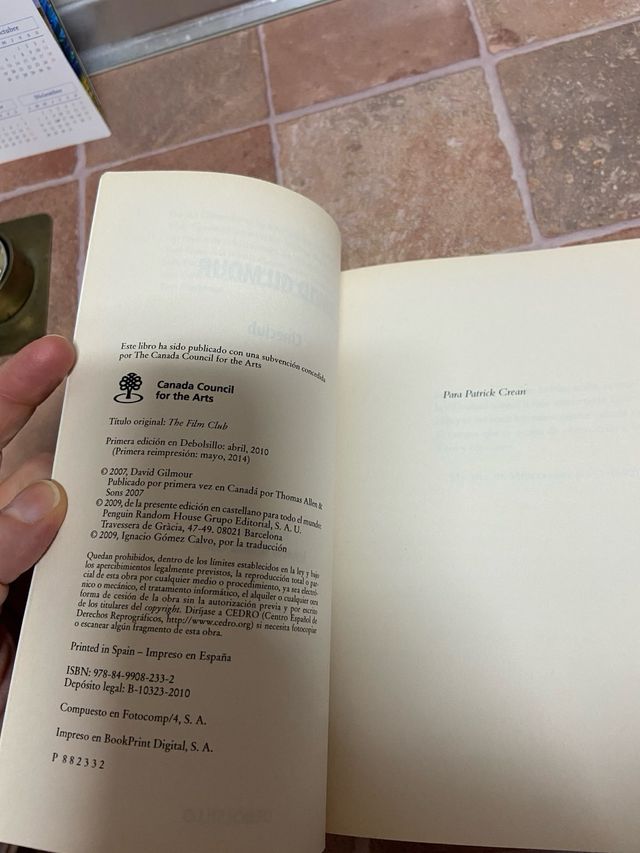 Este libro ha sido publicado con una subvención concedida
por The Canada Council for the Arts
Canada Council
for the Arts
Título original: The Film Club
Primera edición en Debolsillo: abril, 2010
(Primera reimpresión: mayo, 2014)
© 2007, David Gilmour
Publicado por primera vez en Canadá por Thomas Allen &
Sons 2007
© 2009, de la presente edición en castellano para todo el mundo:
Penguin Random House Grupo Editorial, S. A. U.
Travessera de Gràcia, 47-49. 08021 Barcelona
© 2009, Ignacio Gómez Calvo, por la traducción
Quedan prohibidos, dentro de los límites establecidos en la ley y bajo
los apercibimientos legalmente previstos, la reproducción total o par-
cial de esta obra por cualquier medio o procedimiento, ya sea electró-
nico o mecánico, el tratamiento informático, el alquiler o cualquier otra
forma de cesión de la obra sin la autorización previa y por escrito
de los titulares del copyright. Diríjase a CEDRO (Centro Español de
Derechos Reprográficos, http://www.cedro.org) si necesita fotocopiar
o escanear algún fragmento de esta obra.
Printed in Spain – Impreso en España
ISBN: 978-84-9908-233-2
Depósito legal: B-10323-2010
Compuesto en Fotocomp/4, S. A.
Impreso en BookPrint Digital, S. A.
P 882332
Para Patrick Crean